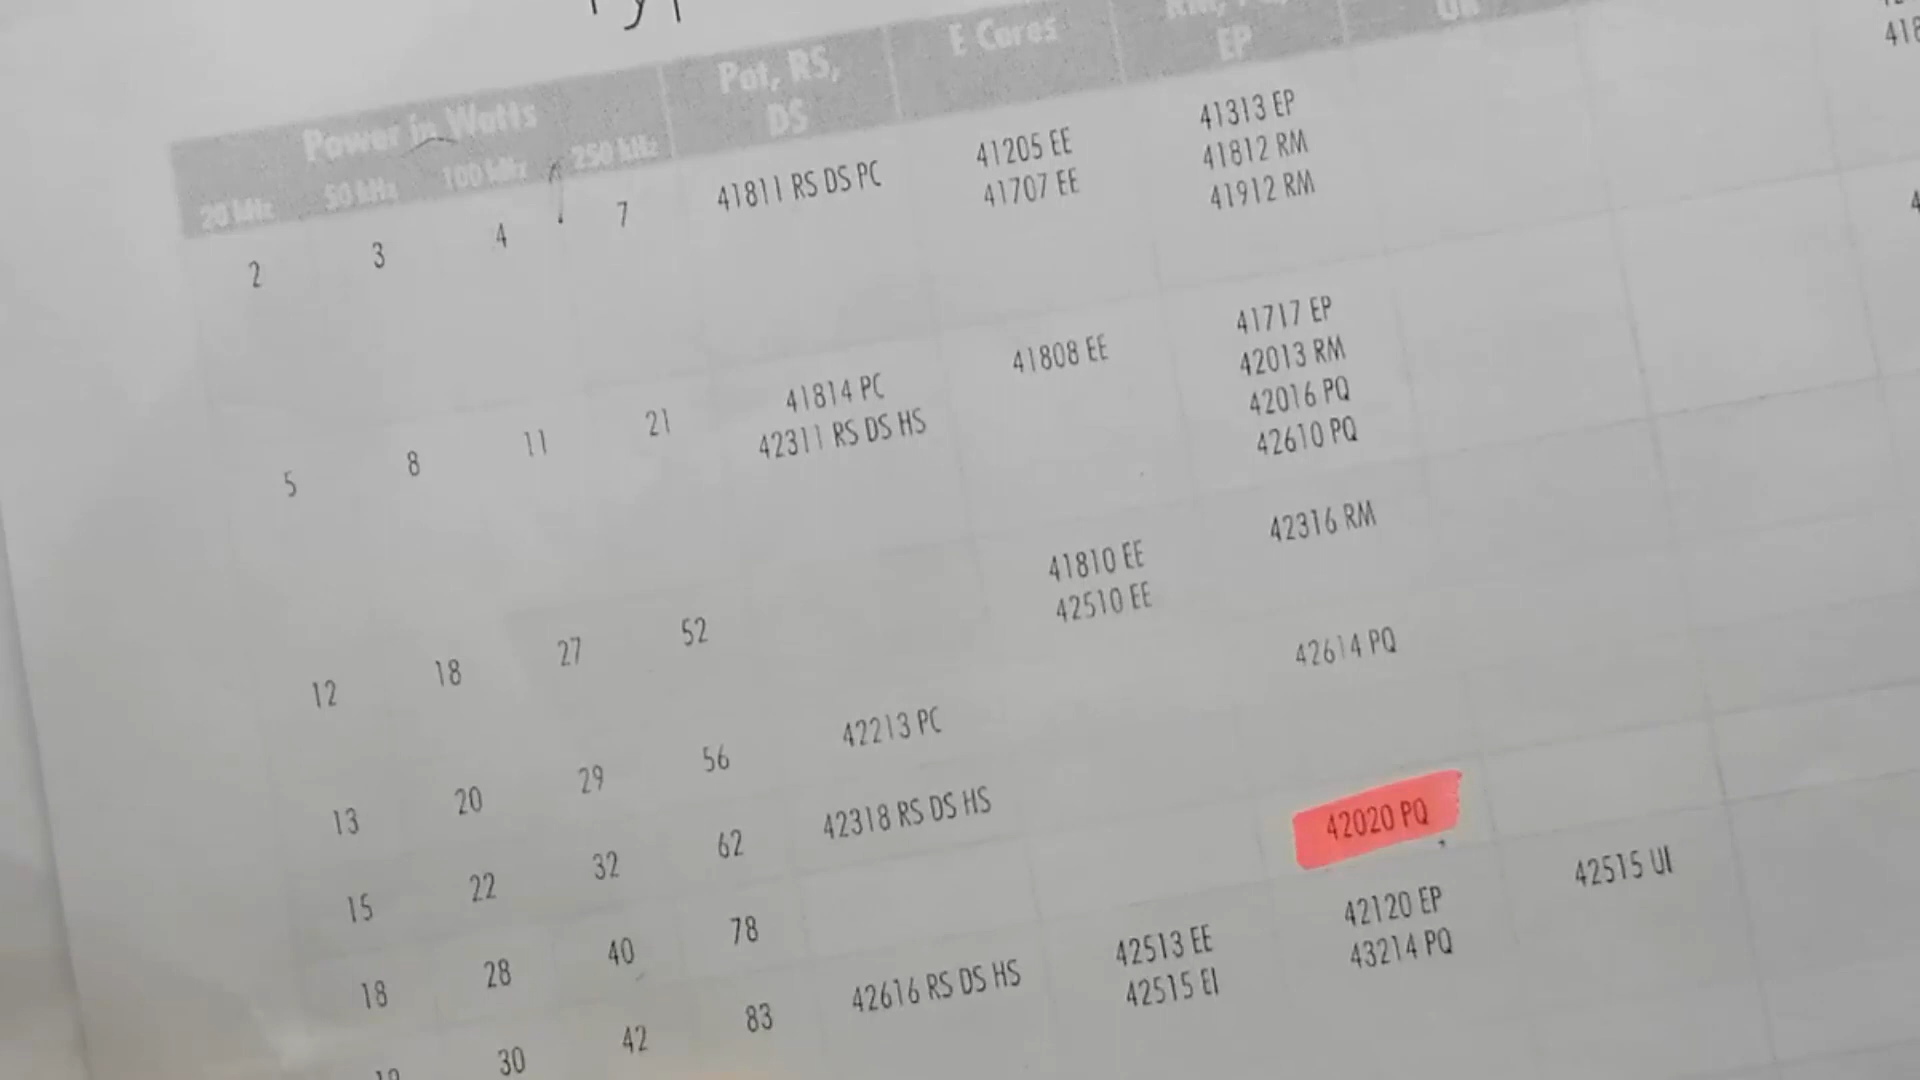 Power in Watts
20 kHz 50 kHz 100 kHz 250 kHz
Pot, RS,
DS
E Cores
EP
2 3 4 7
41811 RS DS PC
41205 EE
41707 EE
41313 EP
41812 RM
41912 RM
5 8 11 21
41814 PC
42311 RS DS HS
41808 EE
41717 EP
42013 RM
42016 PQ
42610 PQ
12 18 27 52
41810 EE
42510 EE
42316 RM
13 20 29 56
42213 PC
42614 PQ
15 22 32 62
42318 RS DS HS
18 28 40 78
42020 PQ
30 42 83
42616 RS DS HS
42513 EE
42515 EI
42120 EP
43214 PQ
42515 UI